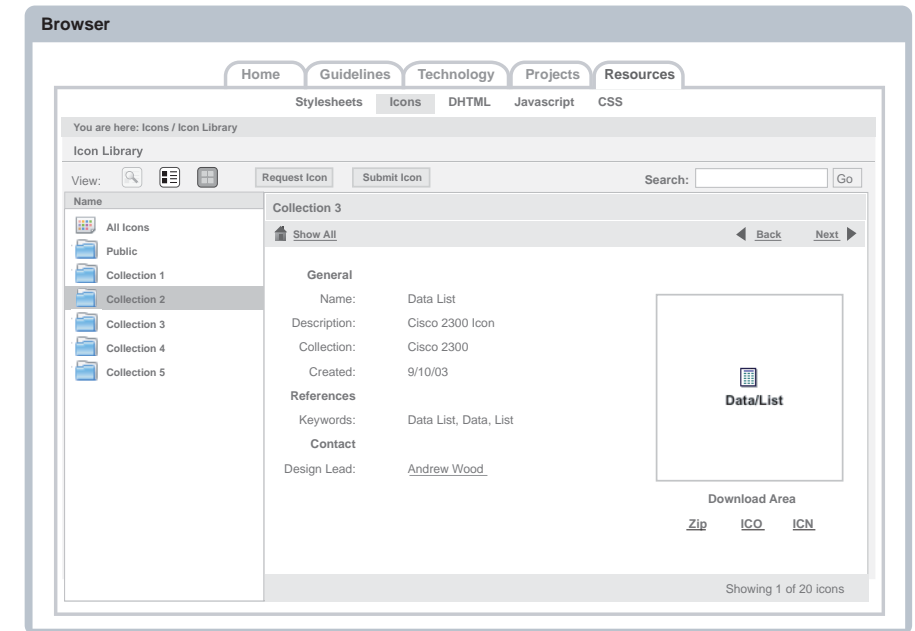 Browser
Home Guidelines Technology Projects Resources
Stylesheets Icons DHTML Javascript CSS
You are here: Icons / Icon Library
Icon Library
View: Request Icon Submit Icon Search: Go
Name
All Icons
Public
Collection 1
Collection 2
Collection 3
Collection 4
Collection 5
Collection 3
Show All Back Next
General
Name: Data List
Description: Cisco 2300 Icon
Collection: Cisco 2300
Created: 9/10/03
References
Keywords: Data List, Data, List
Contact
Design Lead: Andrew Wood
Data/List
Download Area
Zip ICO ICN
Showing 1 of 20 icons